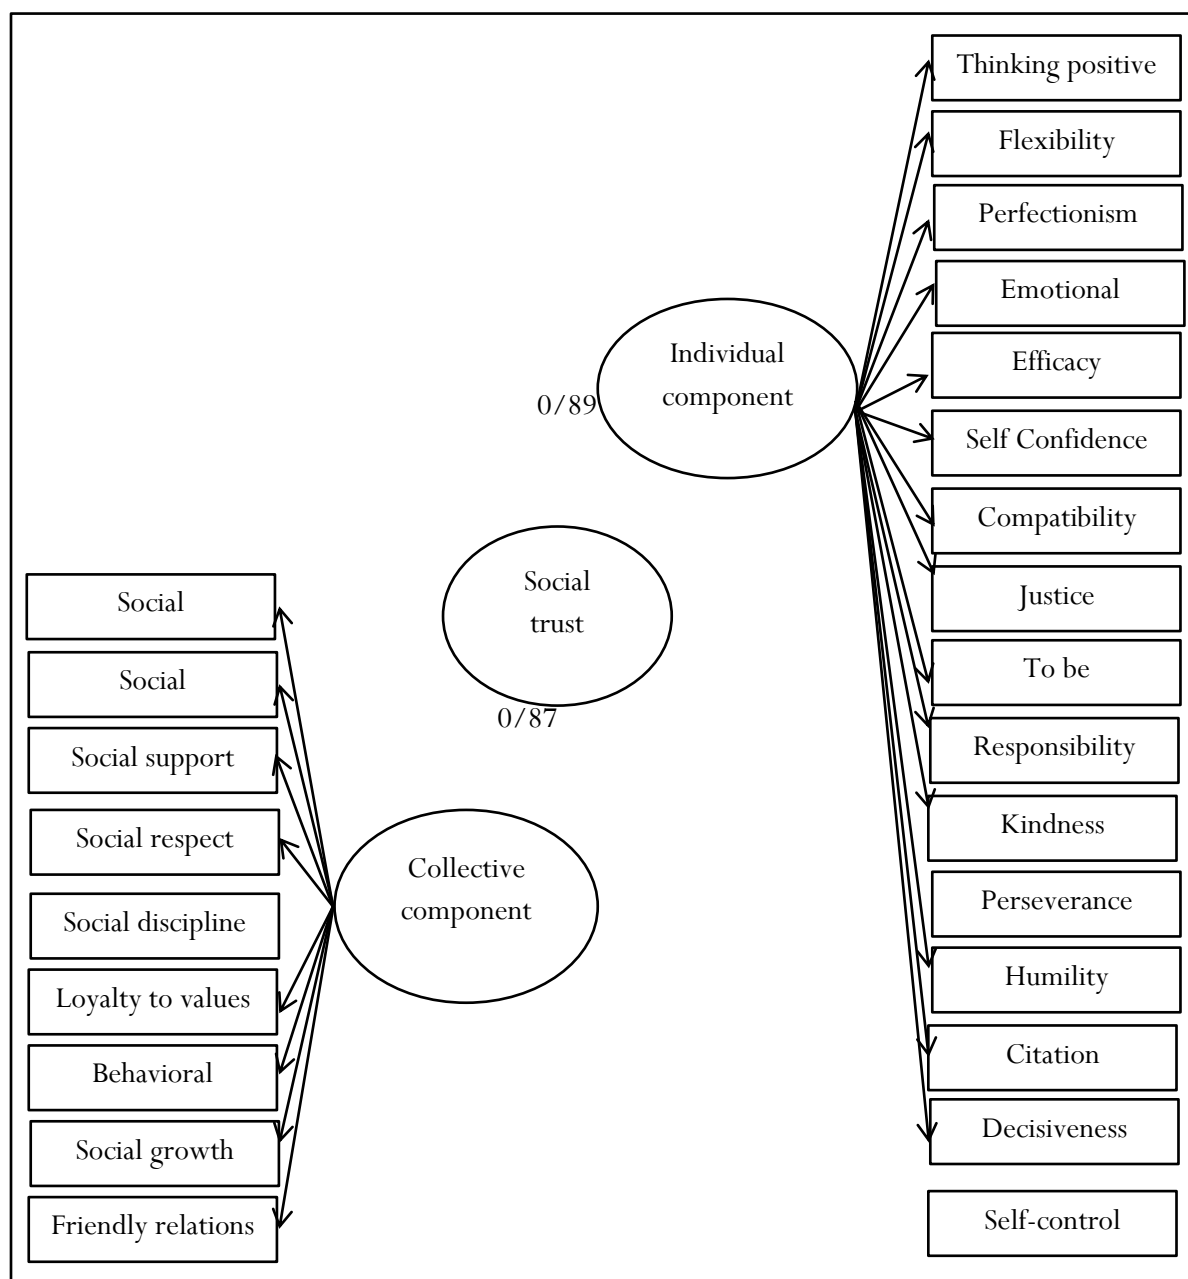 Thinking positive
Flexibility
Perfectionism
Emotional
Efficacy
Self Confidence
Compatibility
Justice
To be
Responsibility
Kindness
Perseverance
Humility
Citation
Decisiveness
Self-control
Individual
component
0/89
Social
trust
0/87
Collective
component
Social
Social
Social support
Social respect
Social discipline
Loyalty to values
Behavioral
Social growth
Friendly relations